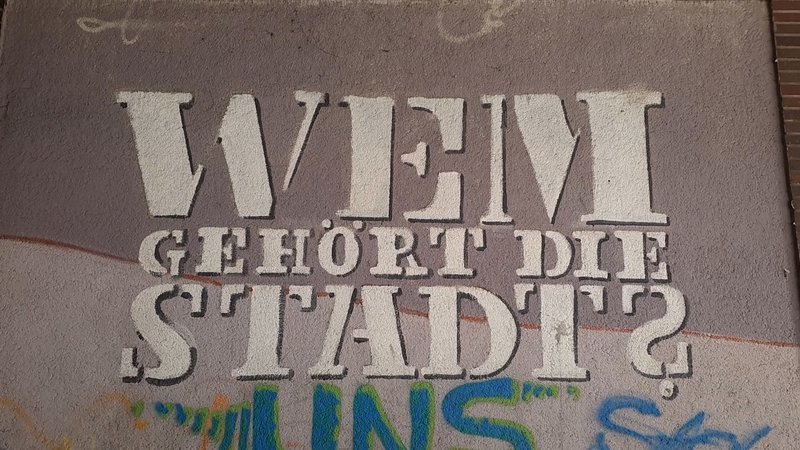 WEM
GEHÖRT DIE
STADT?
UNS